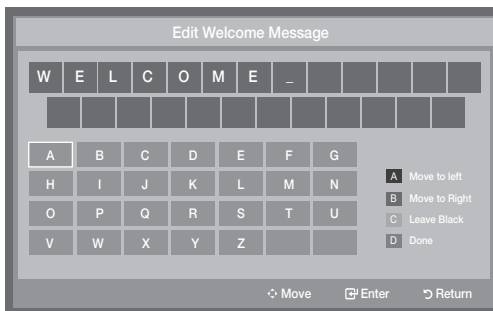 Edit Welcome Message
W E L C O M E _
A B C D E F G
H I J K L M N
O P Q R S T U
V W X Y Z
A Move to left
B Move to Right
C Leave Black
D Done
Move Enter Return